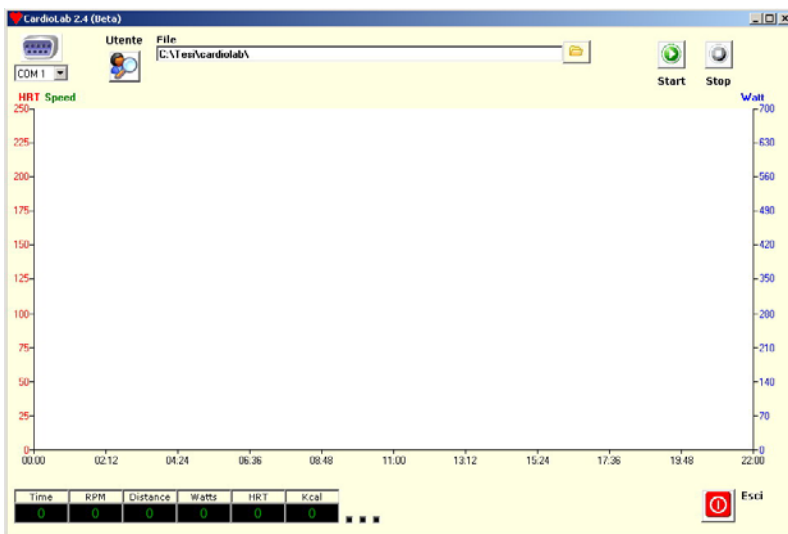 CardioLab 2.4 (Beta)
Utente File
C:\Tesi\cardiolab\
COM 1
Start Stop
HRT Speed Watt
250 700
225 630
200 560
175 490
150 420
125 350
100 280
75 210
50 140
25 70
0 0
00.00 02.12 04.24 06.36 08.48 11.00 13.12 15.24 17.36 19.48 22.00
Time RPM Distance Watts HRT Kcal
0 0 0 0 0 0
Esci